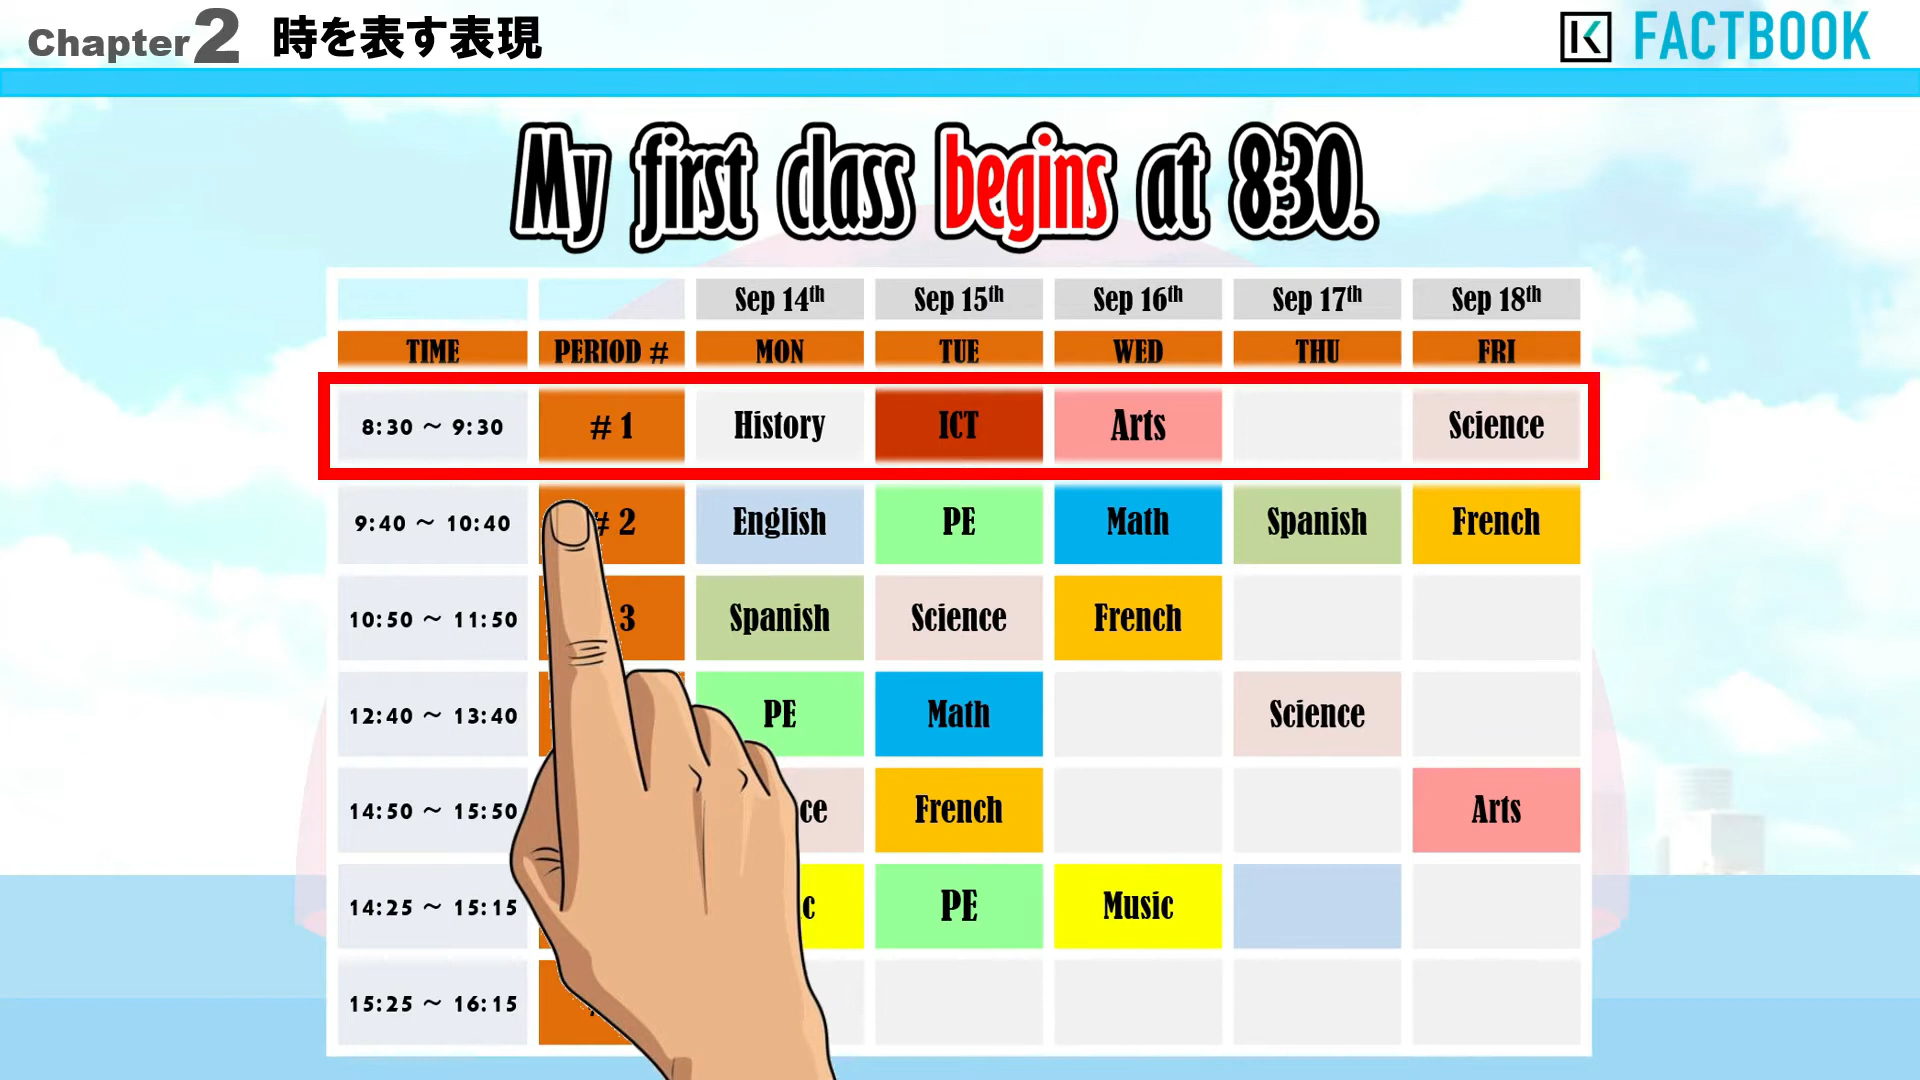 Chapter2 時を表す表現
K FACTBOOK
My first class begins at 8:30.
Sep 14th Sep 15th Sep 16th Sep 17th Sep 18th
TIME PERIOD # MON TUE WED THU FRI
8:30 ~ 9:30 # 1 History ICT Arts Science
9:40 ~ 10:40 # 2 English PE Math Spanish French
10:50 ~ 11:50 3 Spanish Science French
12:40 ~ 13:40 PE Math Science
14:50 ~ 15:50 ce French Arts
14:25 ~ 15:15 c PE Music
15:25 ~ 16:15